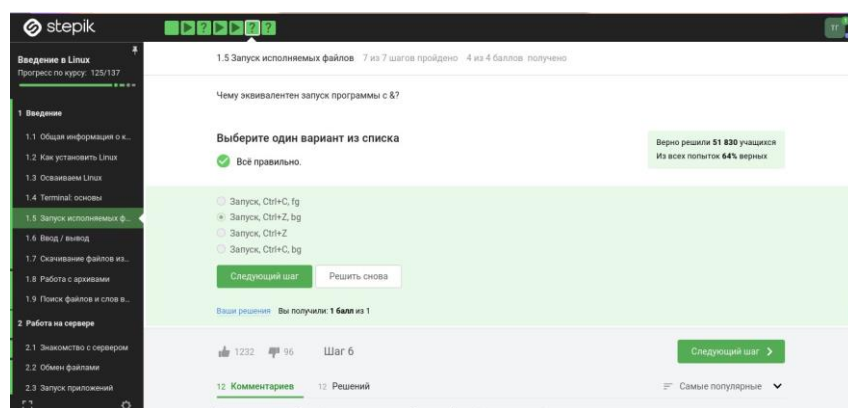 stepik
? ? ?
ТГ
Введение в Linux
Прогресс по курсу: 125/137
1 Введение
1.1 Общая информация о к...
1.2 Как установить Linux
1.3 Осваиваем Linux
1.4 Terminal: основы
1.5 Запуск исполняемых ф...
1.6 Ввод / вывод
1.7 Скачивание файлов из...
1.8 Работа с архивами
1.9 Поиск файлов и слов в...
2 Работа на сервере
2.1 Знакомство с сервером
2.2 Обмен файлами
2.3 Запуск приложений
1.5 Запуск исполняемых файлов 7 из 7 шагов пройдено 4 из 4 баллов получено
Чему эквивалентен запуск программы с &?
Выберите один вариант из списка
Всё правильно.
Верно решили 51 830 учащихся
Из всех попыток 64% верных
Запуск, Ctrl+C, fg
Запуск, Ctrl+Z, bg
Запуск, Ctrl+Z
Запуск, Ctrl+C, bg
Следующий шаг Решить снова
Ваши решения Вы получили: 1 балл из 1
1232 96 Шаг 6 Следующий шаг
12 Комментариев 12 Решений Самые популярные